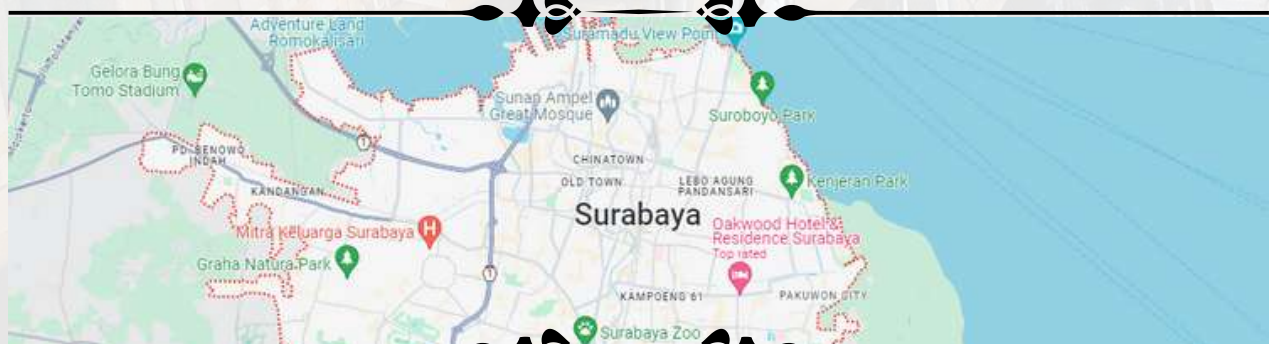 Adventure Land
Romokalisari
Suramadu View Point
Gelora Bung
Tomo Stadium
Sunan Ampel
Great Mosque
Suroboyo Park
1
PD. BENOWO
INDAH
CHINATOWN
KANDANGAN
OLD TOWN
LEBO AGUNG
PANDANSARI
Kenjeran Park
Surabaya
Mitra Keluarga Surabaya
H
Oakwood Hotel &
Residence Surabaya
Top rated
Graha Natura Park
1
KAMPOENG 61
PAKUWON CITY
Surabaya Zoo